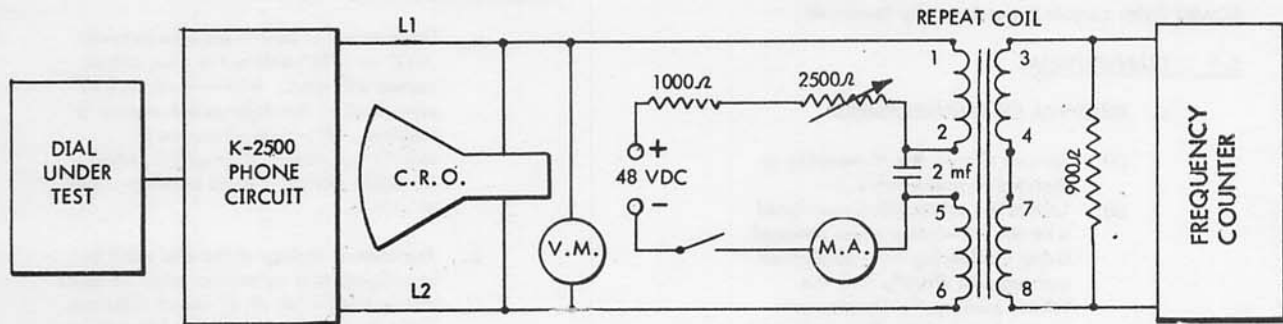 REPEAT COIL
L1
1
3
1000Ω
2500Ω
DIAL
UNDER
TEST
K-2500
PHONE
CIRCUIT
C.R.O.
+
48 VDC
−
2
4
2 mf
900Ω
FREQUENCY
COUNTER
V.M.
M.A.
5
7
L2
6
8